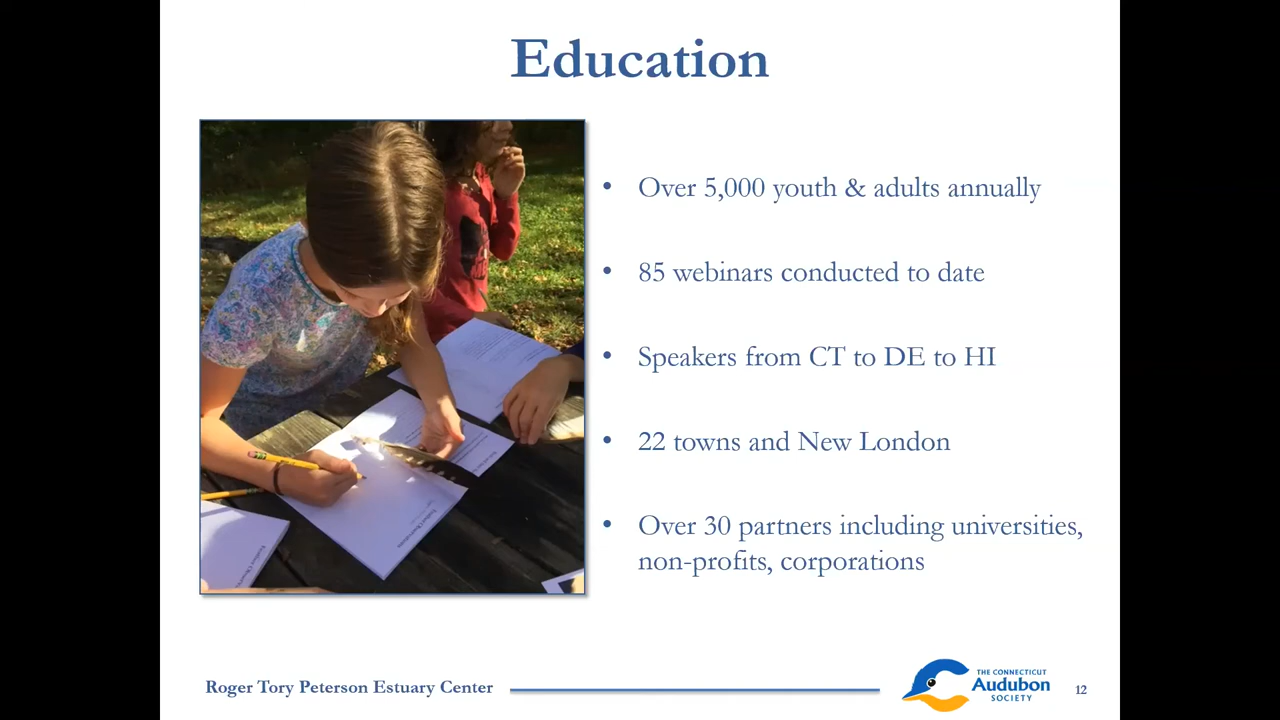 Education
• Over 5,000 youth & adults annually
• 85 webinars conducted to date
• Speakers from CT to DE to HI
• 22 towns and New London
• Over 30 partners including universities,
non-profits, corporations
Roger Tory Peterson Estuary Center
THE CONNECTICUT
Audubon
SOCIETY
12